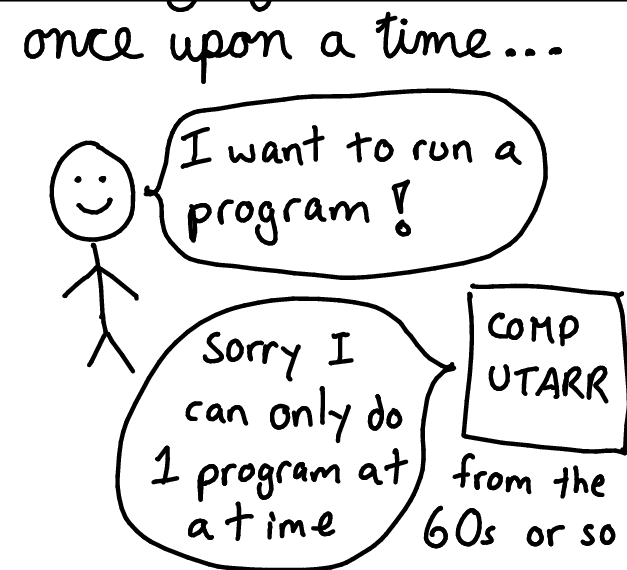 once upon a time...
I want to run a
program!
Sorry I
can only do
1 program at
a time
COMP
UTARR
from the
60s or so